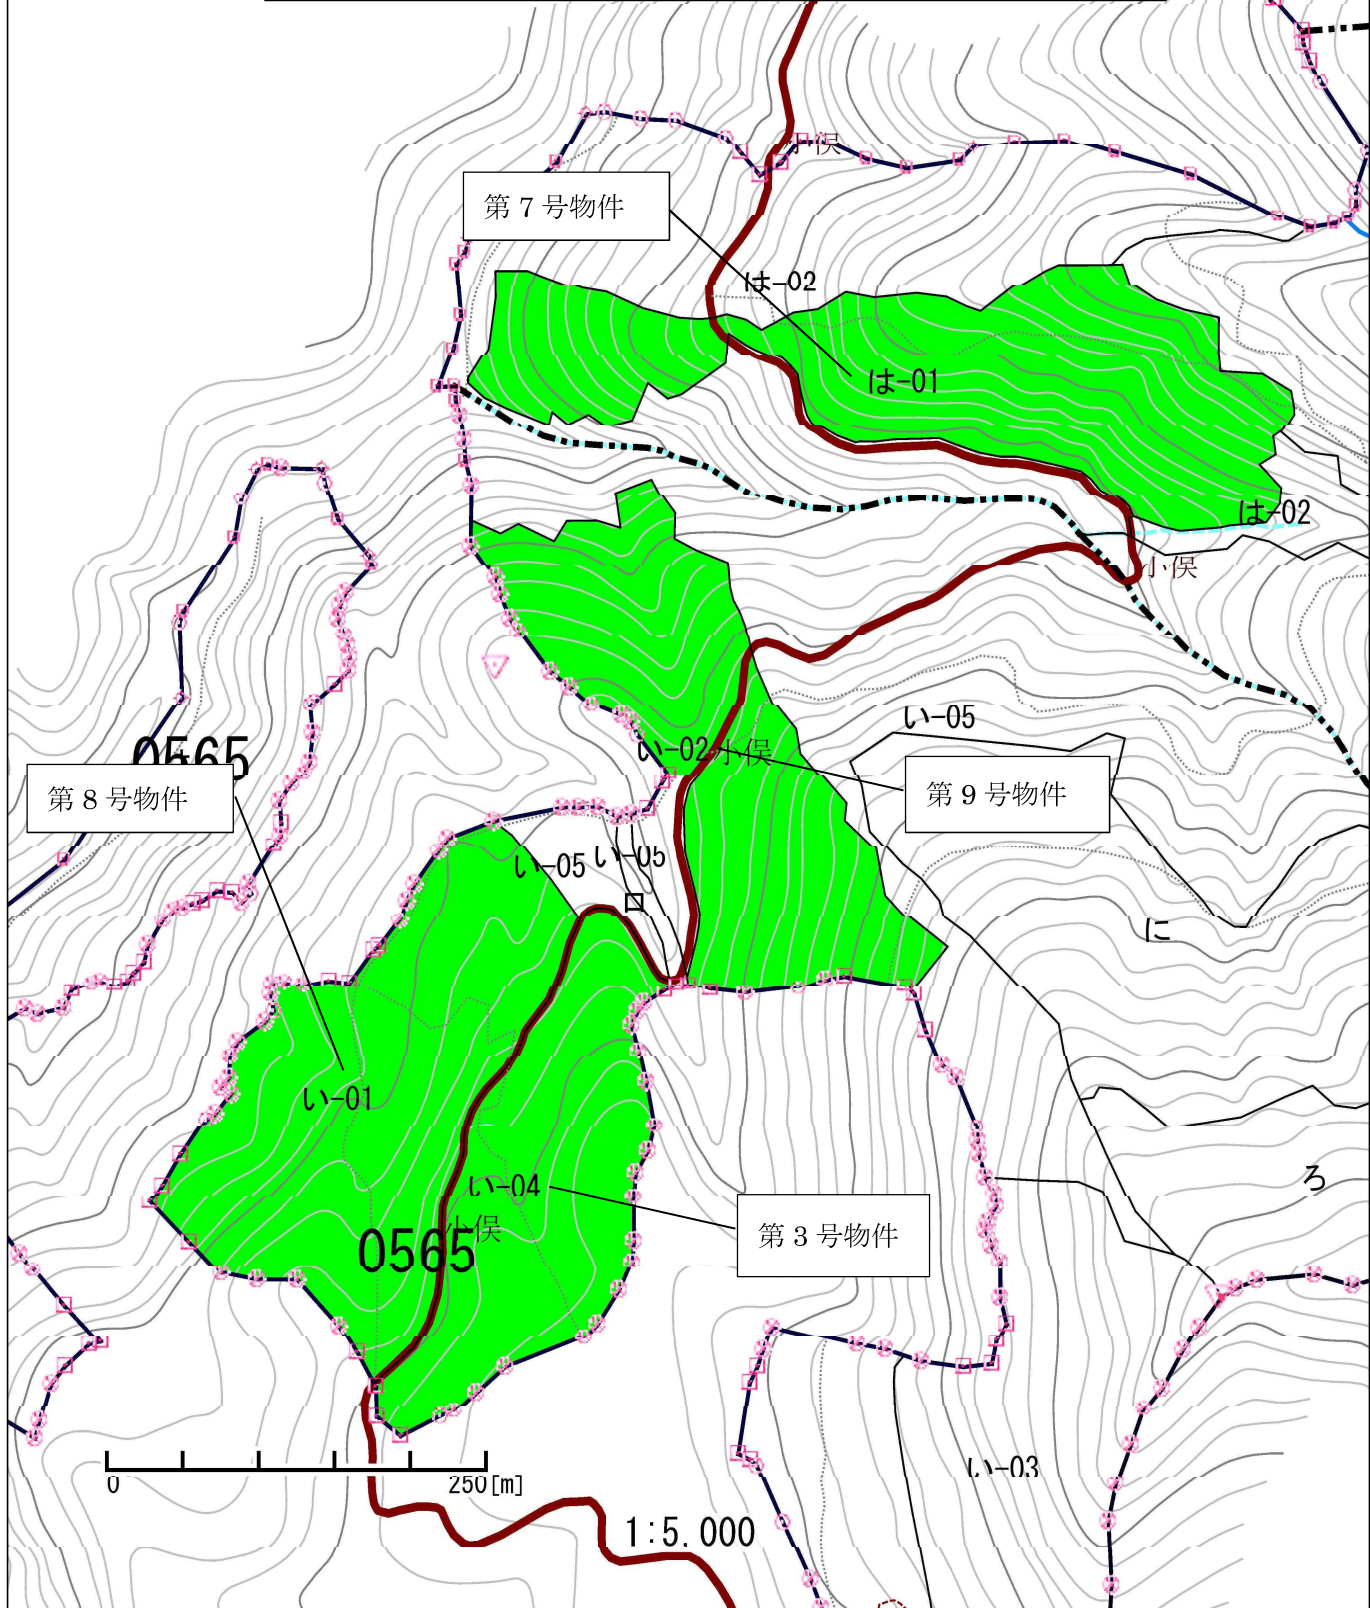 小俣
第７号物件
は-02
は-01
は-02
小俣
い-05
い-02
小俣
0565
第８号物件
第９号物件
い-05
い-05
に
い-01
い-04
ろ
小俣
0565
第３号物件
い-03
0
250[m]
1:5.000